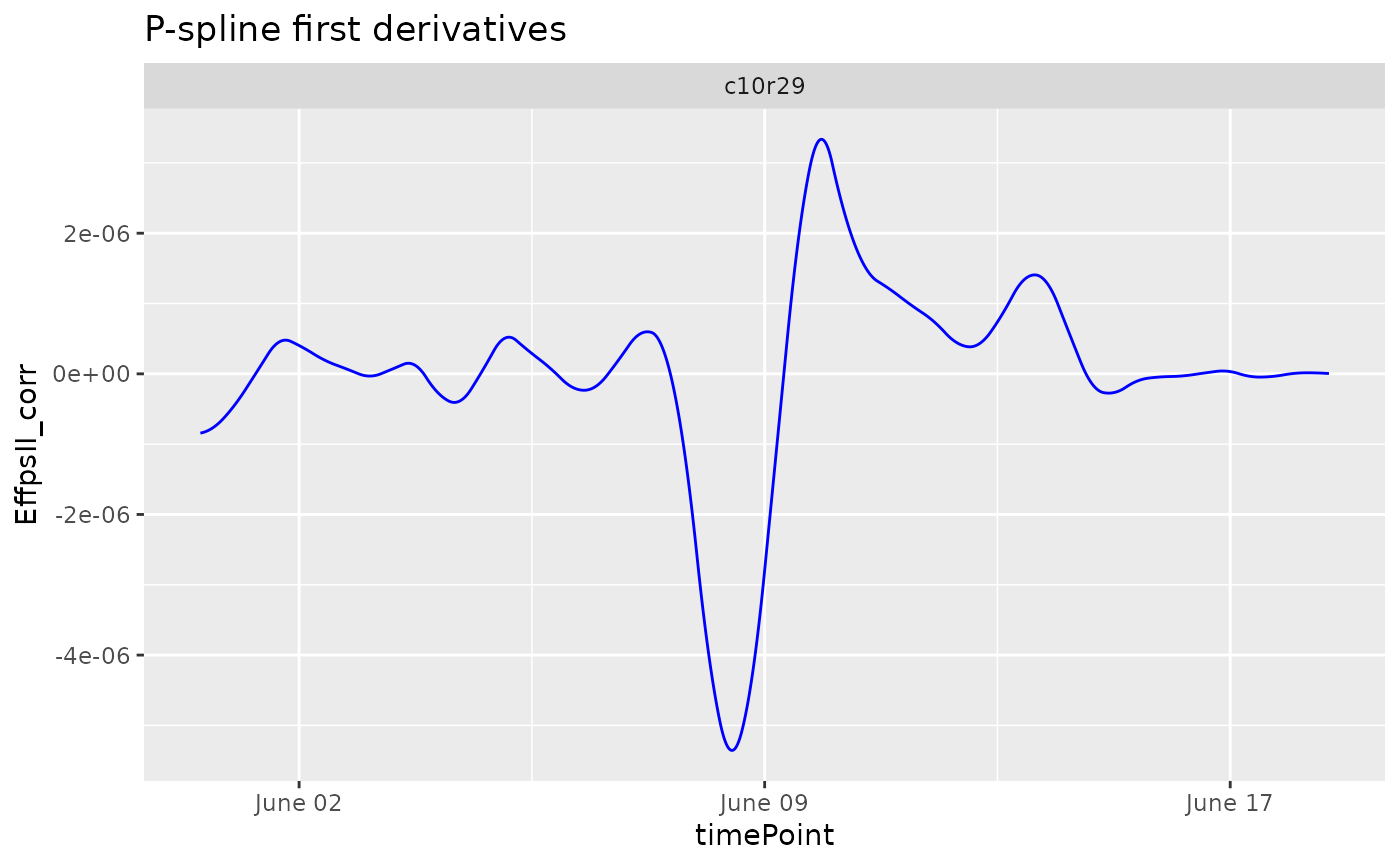 P-spline first derivatives
c10r29
2e-06
0e+00
-2e-06
-4e-06
EffpsII_corr
June 02
June 09
June 17
timePoint